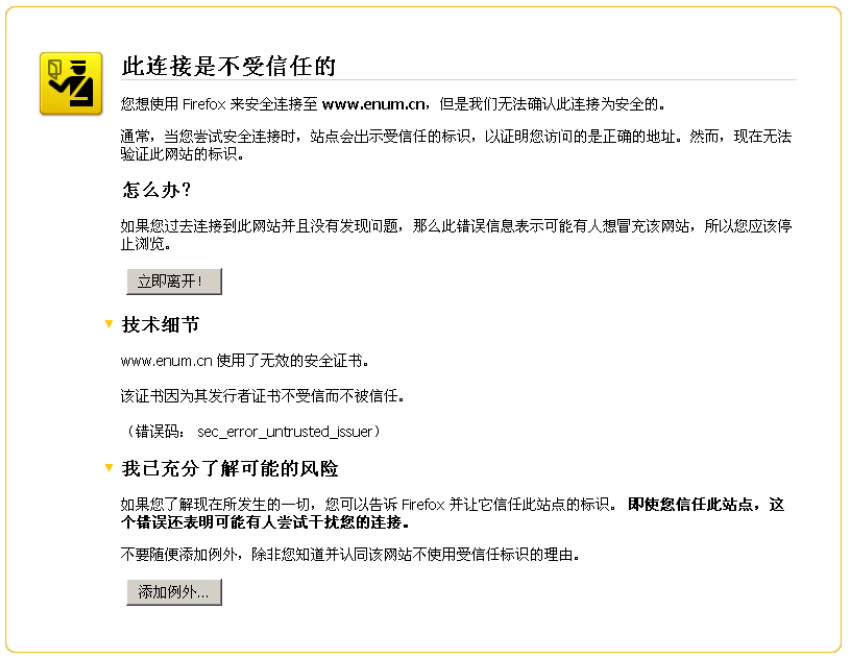 此连接是不受信任的
您想使用 Firefox 来安全连接至 www.enum.cn，但是我们无法确认此连接为安全的。
通常，当您尝试安全连接时，站点会出示受信任的标识，以证明您访问的是正确的地址。然而，现在无法
验证此网站的标识。
怎么办？
如果您过去连接到此网站并且没有发现问题，那么此错误信息表示可能有人想冒充该网站，所以您应该停
止浏览。
立即离开！
技术细节
www.enum.cn 使用了无效的安全证书。
该证书因为其发行者证书不受信而不被信任。
（错误码： sec_error_untrusted_issuer）
我已充分了解可能的风险
如果您了解现在所发生的一切，您可以告诉 Firefox 并让它信任此站点的标识。 即使您信任此站点，这
个错误还表明可能有人尝试干扰您的连接。
不要随便添加例外，除非您知道并认同该网站不使用受信任标识的理由。
添加例外...